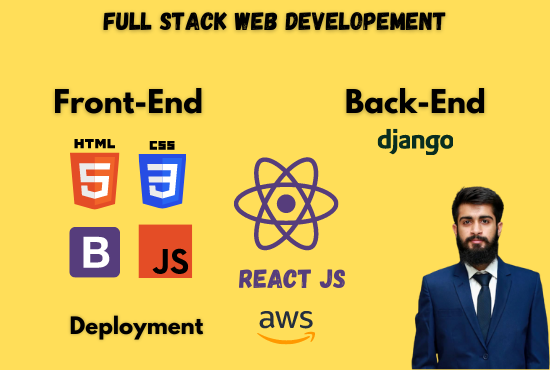 FULL STACK WEB DEVELOPEMENT
Front-End
Back-End
HTML
CSS
django
5
3
B
JS
REACT JS
Deployment
aws